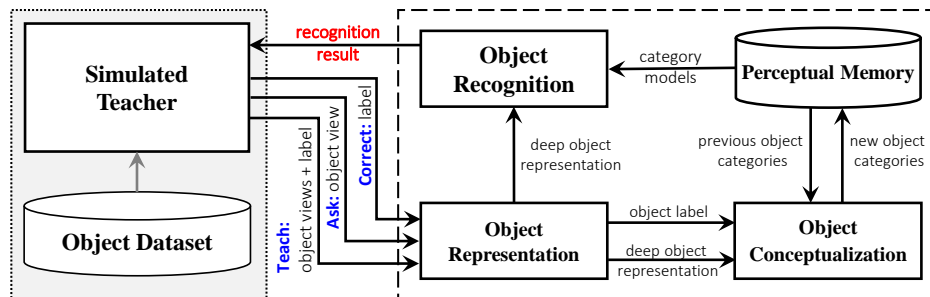 Simulated
Teacher
Object Dataset
recognition
result
Teach:
object views + label
Ask: object view
Correct: label
Object
Recognition
category
models
Perceptual Memory
deep object
representation
previous object
categories
new object
categories
Object
Representation
object label
deep object
representation
Object
Conceptualization